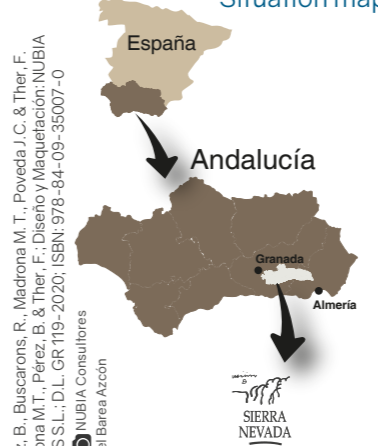 Situation map
España
Andalucía
Granada
Almería
SIERRA
NEVADA
B., Buscarons, R., Madrona M. T., Poveda J.C. & Ther, F.
ona M.T., Pérez, B. & Ther, F.; Diseño y Maquetación: NUBIA
S S.L.; D.L. GR 119-2020; ISBN: 978-84-09-35007-0
NUBIA Consultores
el Barea Azcón